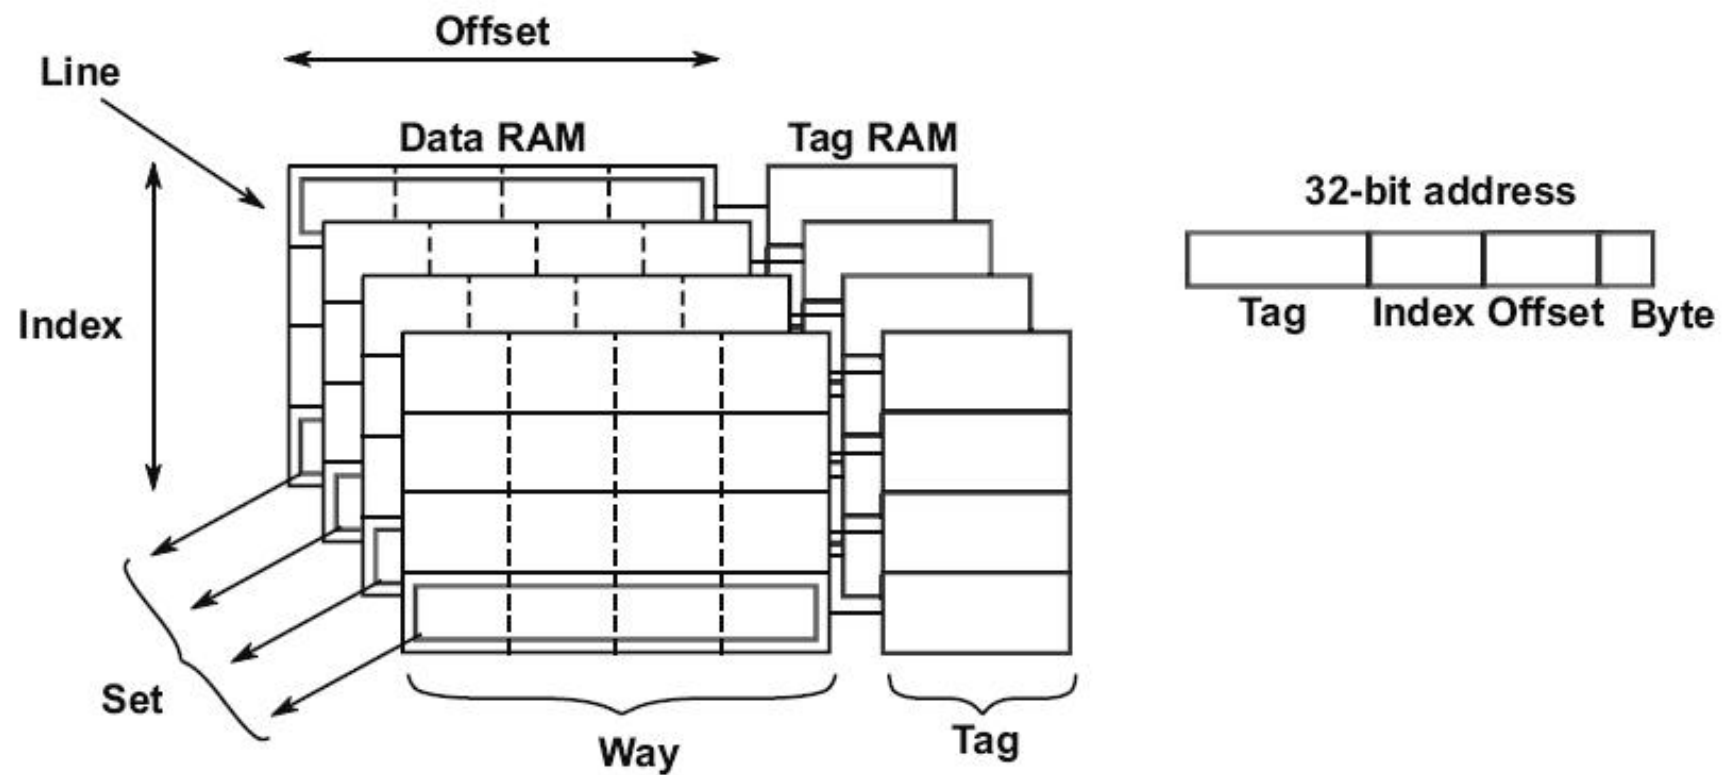 Offset
Line
Data RAM
Tag RAM
32-bit address
Index
Tag
Index
Offset
Byte
Set
Way
Tag